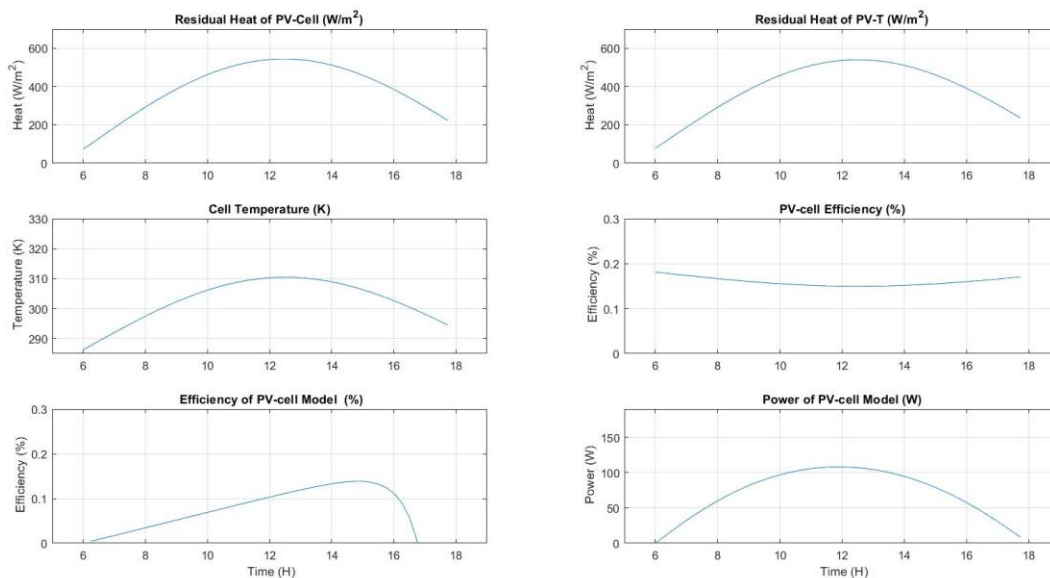 Residual Heat of PV-Cell (W/m²)
Heat (W/m²)
600
400
200
0
6 8 10 12 14 16 18
Residual Heat of PV-T (W/m²)
Heat (W/m²)
600
400
200
0
6 8 10 12 14 16 18
Cell Temperature (K)
Temperature (K)
330
320
310
300
290
6 8 10 12 14 16 18
PV-cell Efficiency (%)
Efficiency (%)
0.3
0.2
0.1
0
6 8 10 12 14 16 18
Efficiency of PV-cell Model (%)
Efficiency (%)
0.3
0.2
0.1
0
6 8 10 12 14 16 18
Time (H)
Power of PV-cell Model (W)
Power (W)
150
100
50
0
6 8 10 12 14 16 18
Time (H)